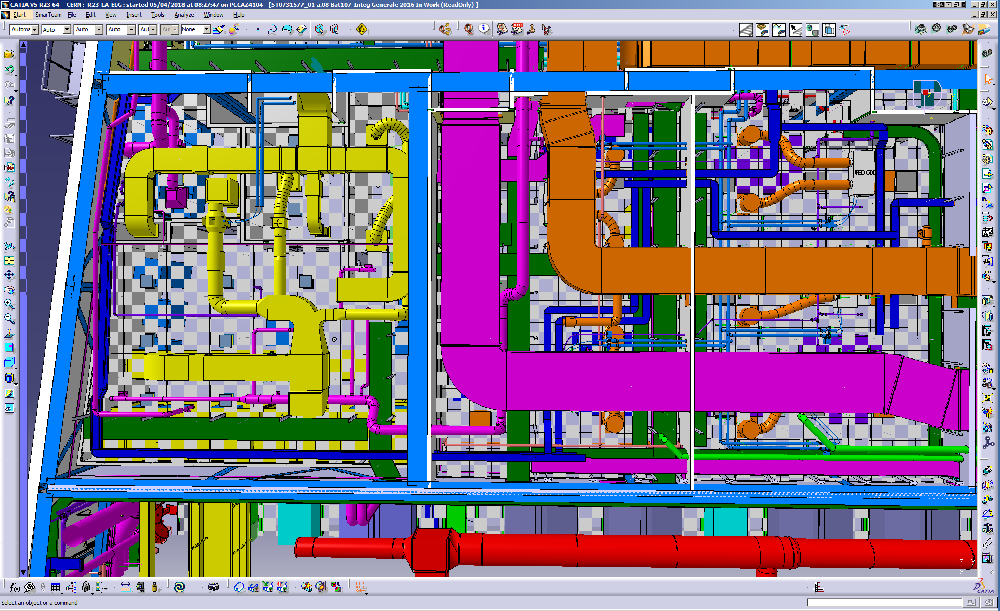 CATIA V5 R23 64 - CERN : R23-LA-ELG : started 05/04/2018 at 08:27:47 on PCCAZ4104 - [ST0731577_01 a.08 Bat107-Integ Generale 2016 In Work (ReadOnly) ]
Start SmarTeam File Edit View Insert Tools Analyze Window Help
Automa Auto Auto Auto Aut Aut None
XML
FED 600
z
x
z y
x
f(x)
DS
CATIA
Select an object or a command